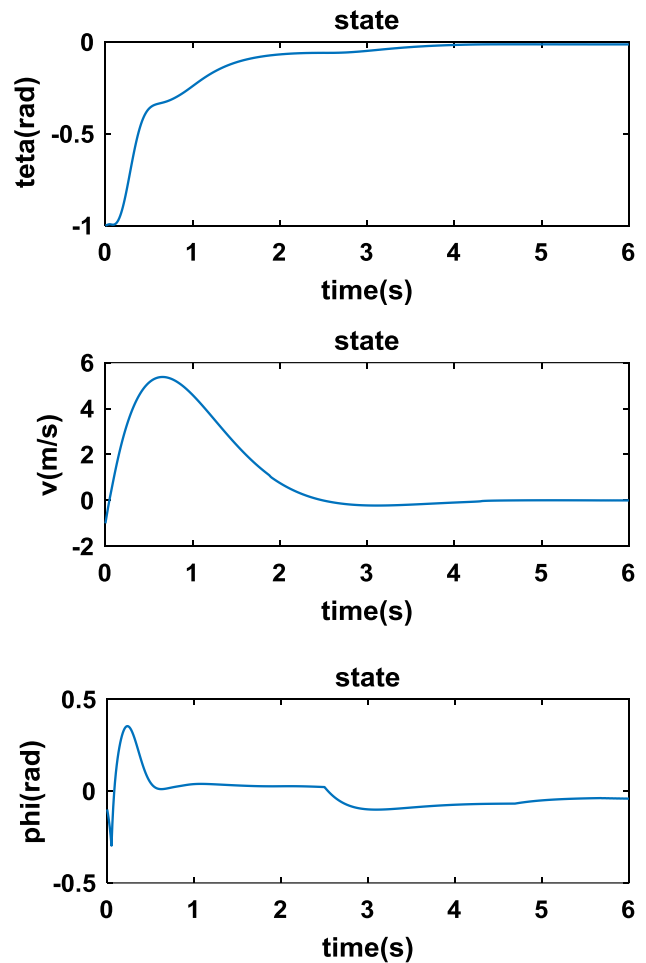 state
0
-0.5
-1
teta(rad)
0 1 2 3 4 5 6
time(s)
state
6
4
2
0
-2
v(m/s)
0 1 2 3 4 5 6
time(s)
state
0.5
0
-0.5
phi(rad)
0 1 2 3 4 5 6
time(s)